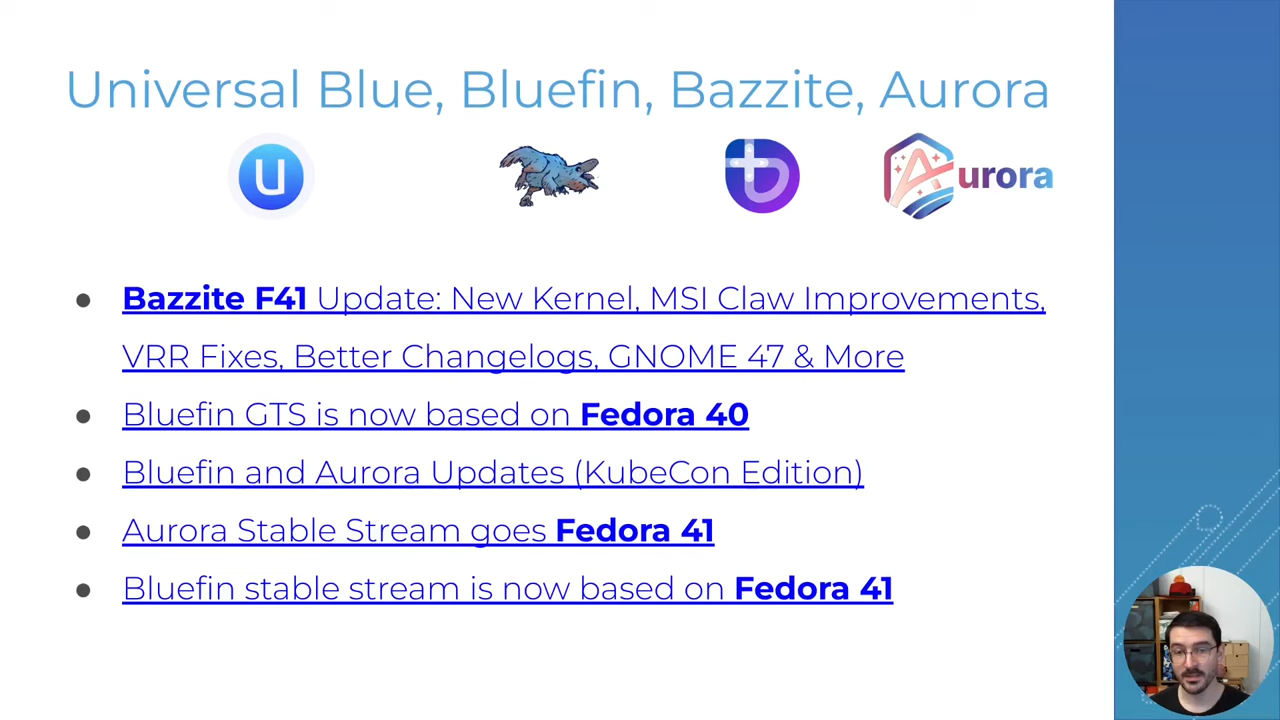 Universal Blue, Bluefin, Bazzite, Aurora
U
b
Aurora
● Bazzite F41 Update: New Kernel, MSI Claw Improvements,
VRR Fixes, Better Changelogs, GNOME 47 & More
● Bluefin GTS is now based on Fedora 40
● Bluefin and Aurora Updates (KubeCon Edition)
● Aurora Stable Stream goes Fedora 41
● Bluefin stable stream is now based on Fedora 41